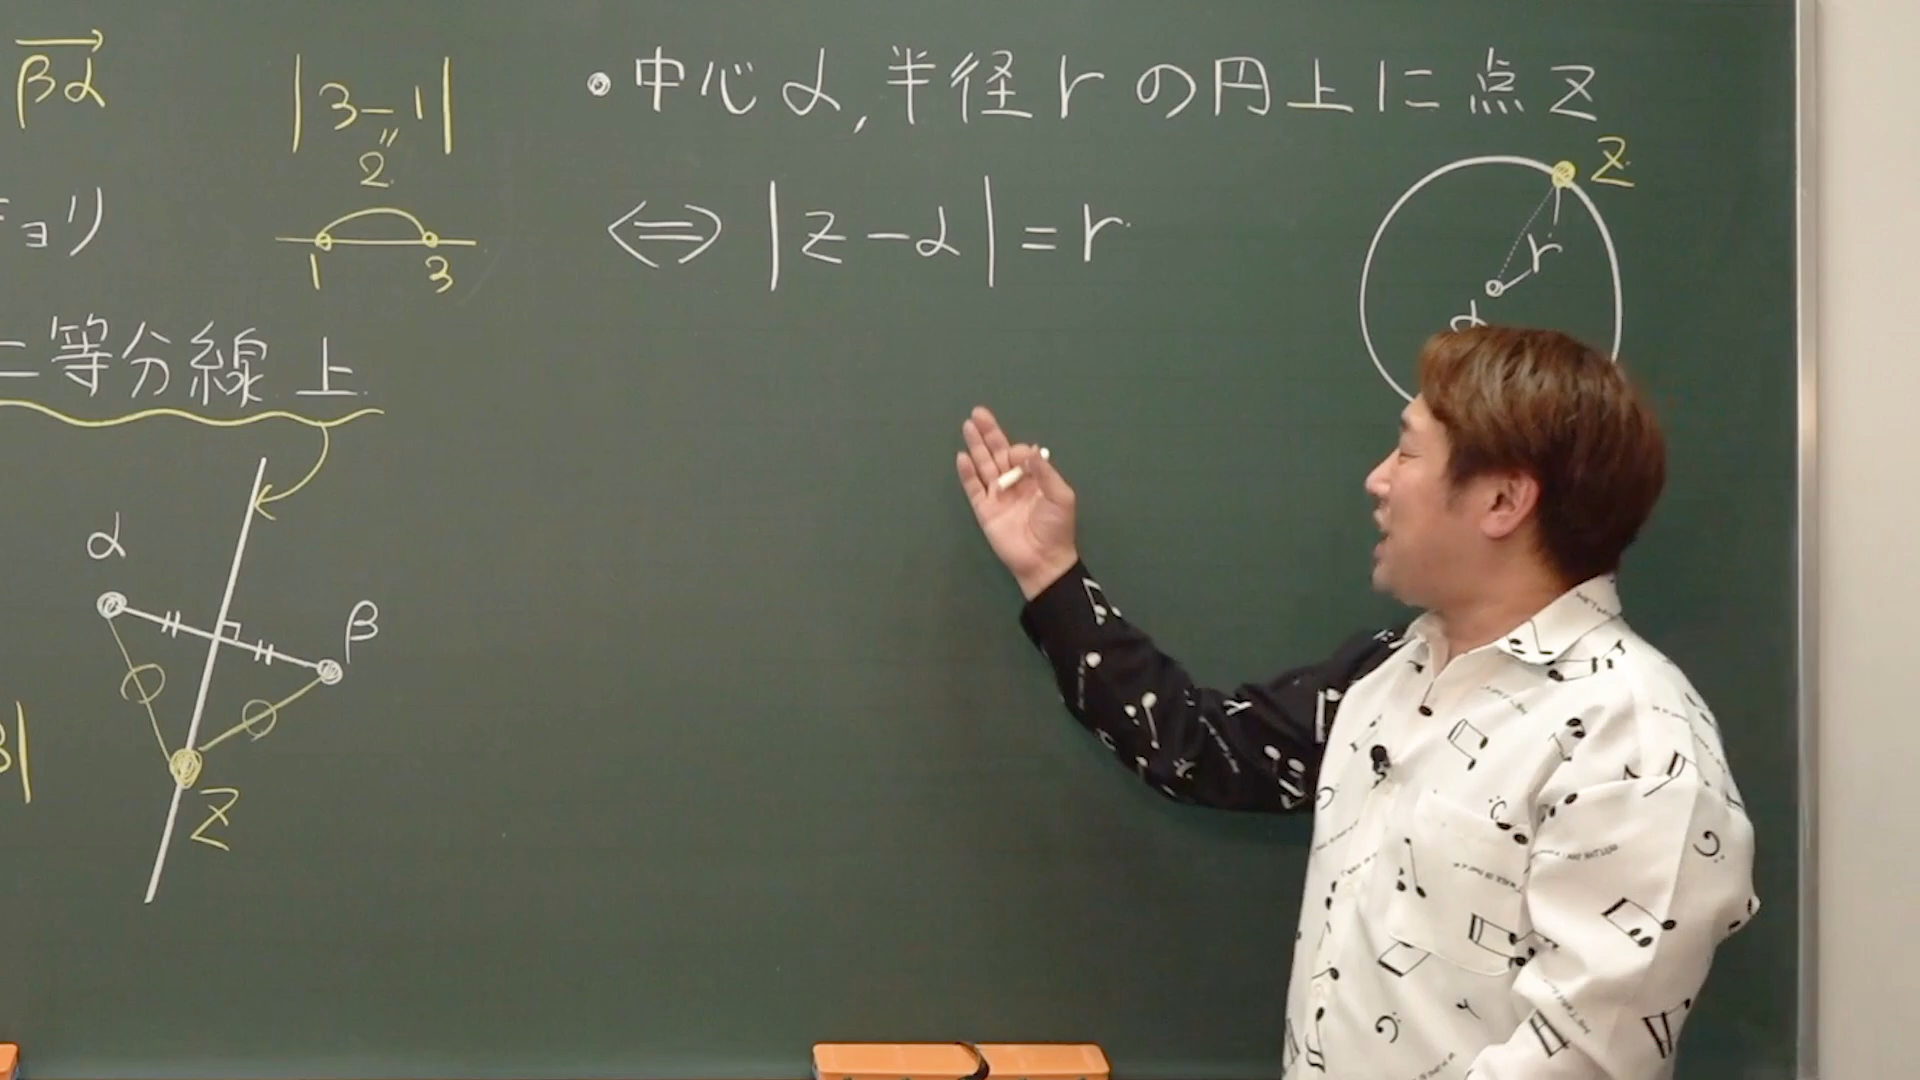 βα
|3-1|
〃
2
1 3
ョリ
二等分線上
α
β
z
β|
・中心α,半径rの円上に点z
⇔|z-α|=r
z
r
α